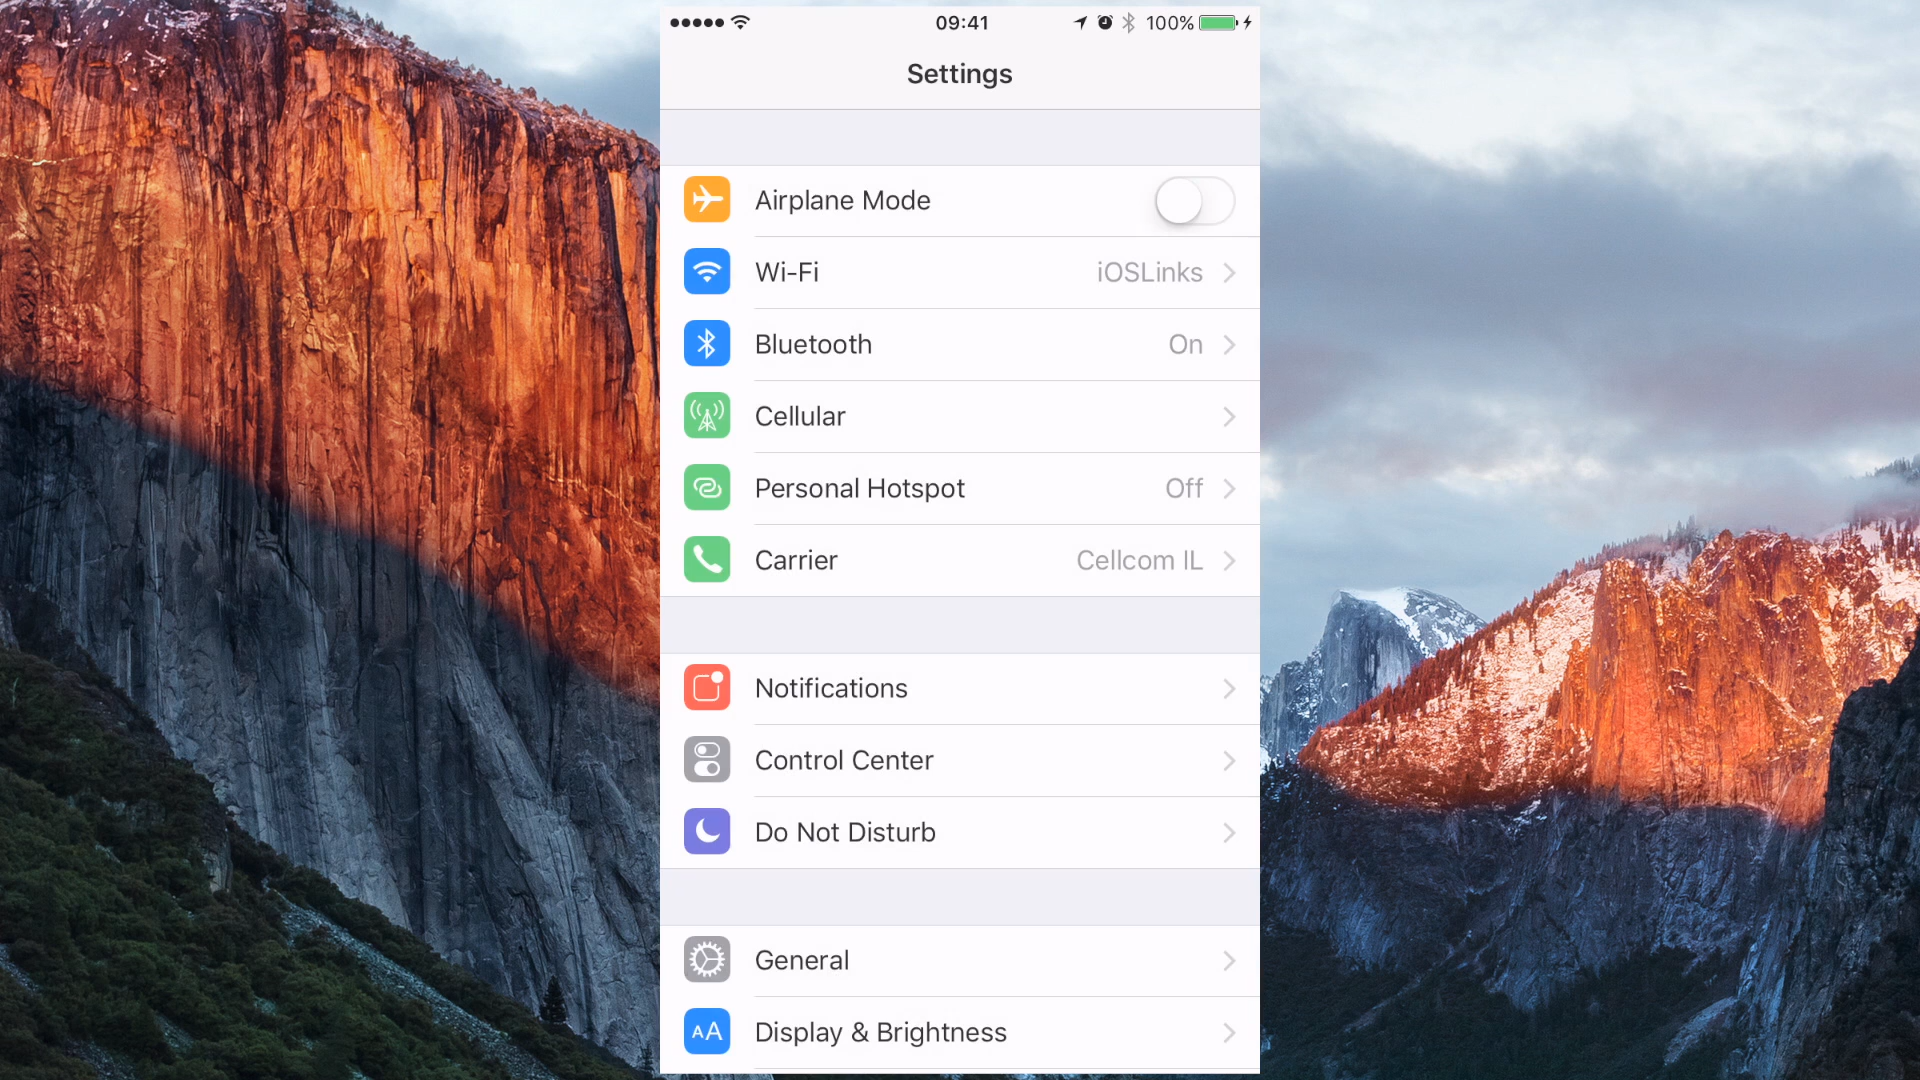 09:41 100%
Settings
Airplane Mode
Wi-Fi iOSLinks
Bluetooth On
Cellular
Personal Hotspot Off
Carrier Cellcom IL
Notifications
Control Center
Do Not Disturb
General
AA Display & Brightness